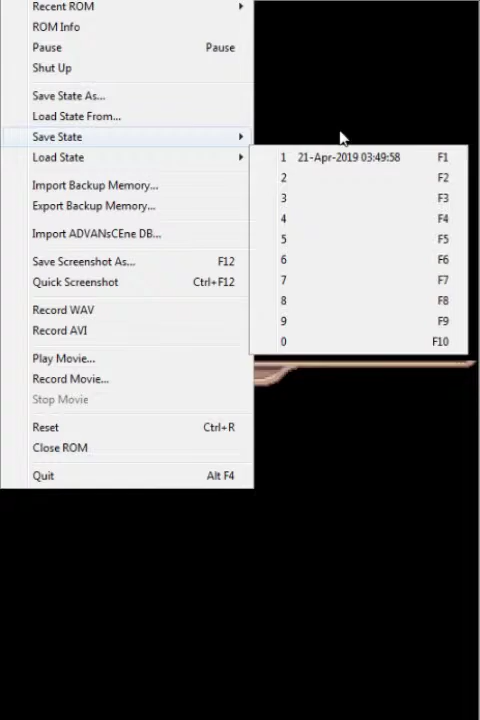 Recent ROM
ROM Info
Pause Pause
Shut Up
Save State As...
Load State From...
Save State
Load State
1 21-Apr-2019 03:49:58 F1
2 F2
3 F3
4 F4
5 F5
6 F6
7 F7
8 F8
9 F9
0 F10
Import Backup Memory...
Export Backup Memory...
Import ADVANsCEne DB...
Save Screenshot As... F12
Quick Screenshot Ctrl+F12
Record WAV
Record AVI
Play Movie...
Record Movie...
Stop Movie
Reset Ctrl+R
Close ROM
Quit Alt F4